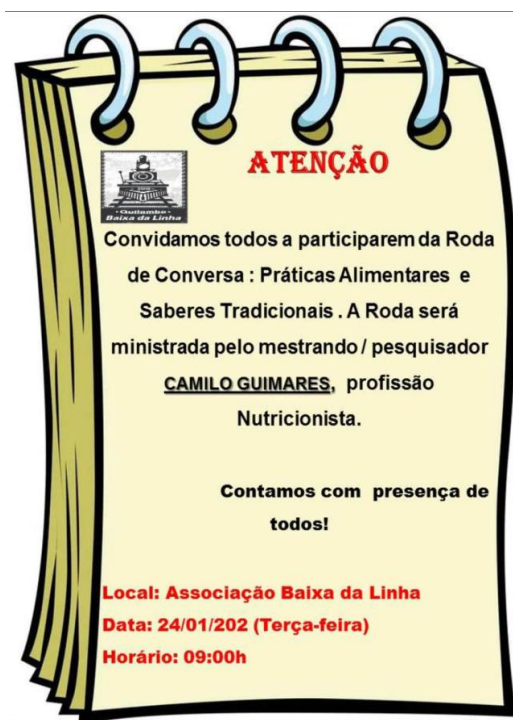 ATENÇÃO
Quilombo
Baixa da Linha
Convidamos todos a participarem da Roda
de Conversa : Práticas Alimentares e
Saberes Tradicionais . A Roda será
ministrada pelo mestrando / pesquisador
CAMILO GUIMARES, profissão
Nutricionista.
Contamos com presença de
todos!
Local: Associação Baixa da Linha
Data: 24/01/202 (Terça-feira)
Horário: 09:00h